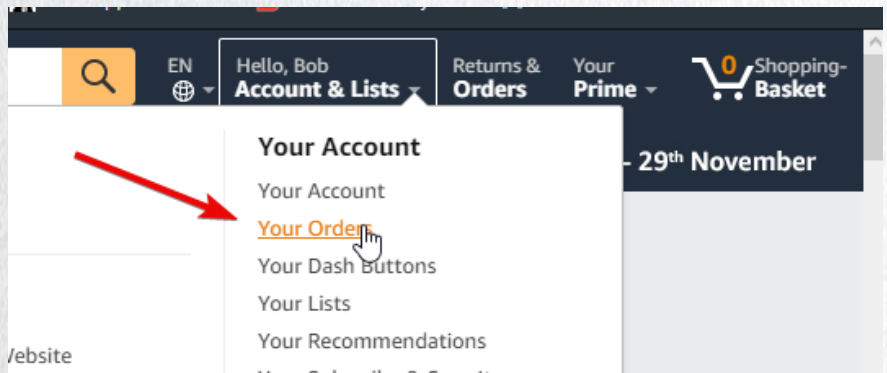 EN
Hello, Bob
Account & Lists
Returns &
Orders
Your
Prime
0
Shopping-
Basket
- 29th November
Your Account
Your Account
Your Orders
Your Dash Buttons
Your Lists
Your Recommendations